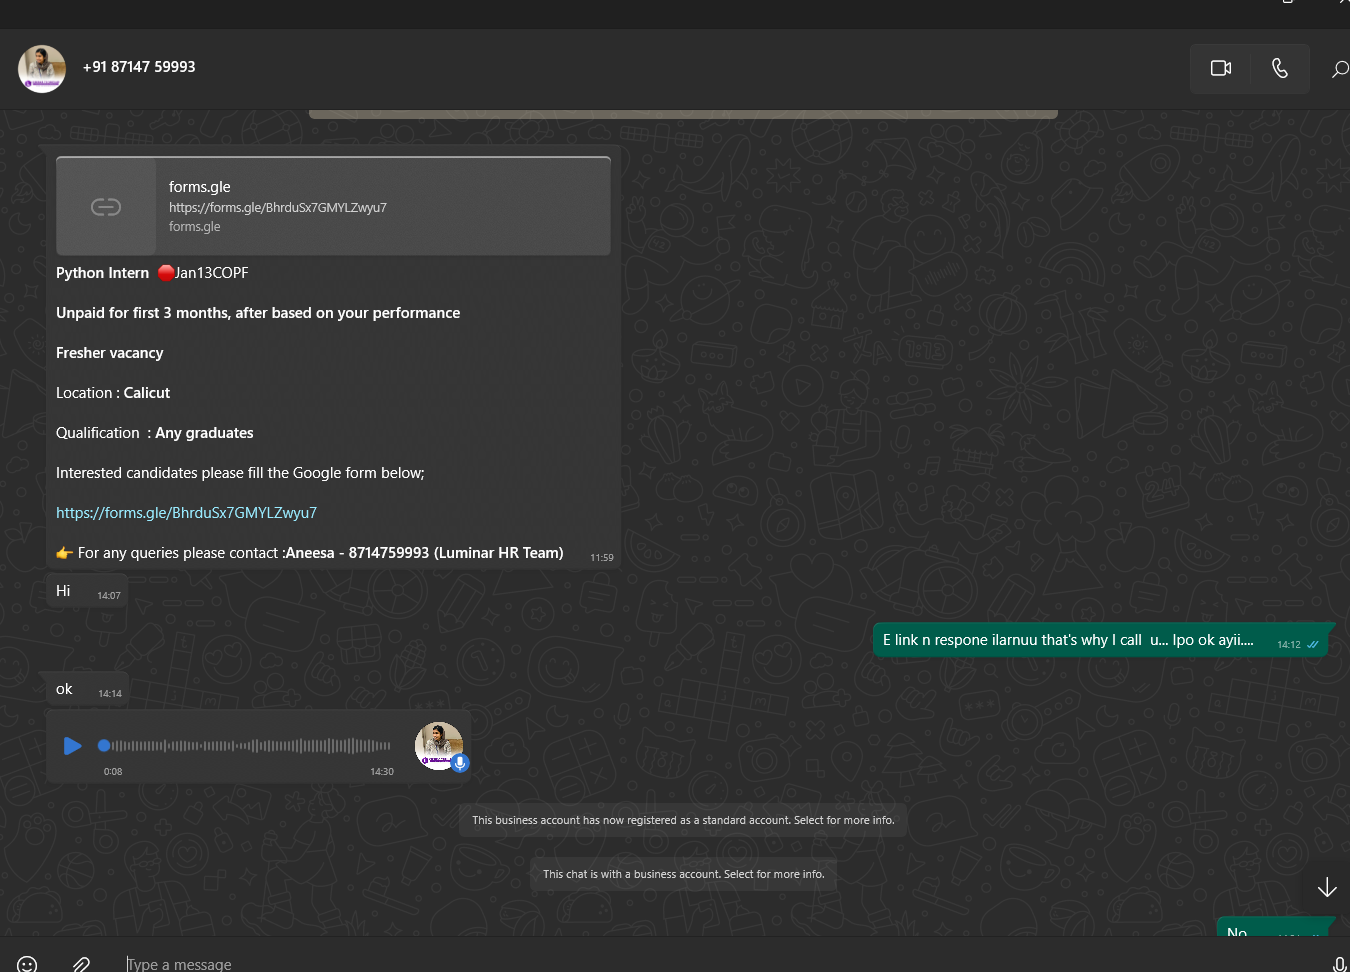 +91 87147 59993
forms.gle
https://forms.gle/BhrduSx7GMYLZwyu7
forms.gle
Python Intern 🛑Jan13COPF
Unpaid for first 3 months, after based on your performance
Fresher vacancy
Location : Calicut
Qualification : Any graduates
Interested candidates please fill the Google form below;
https://forms.gle/BhrduSx7GMYLZwyu7
👉 For any queries please contact :Aneesa - 8714759993 (Luminar HR Team) 11:59
Hi 14:07
E link n respone ilarnuu that's why I call u... Ipo ok ayii.... 14:12
ok 14:14
0:08 14:30
This business account has now registered as a standard account. Select for more info.
This chat is with a business account. Select for more info.
No
Type a message